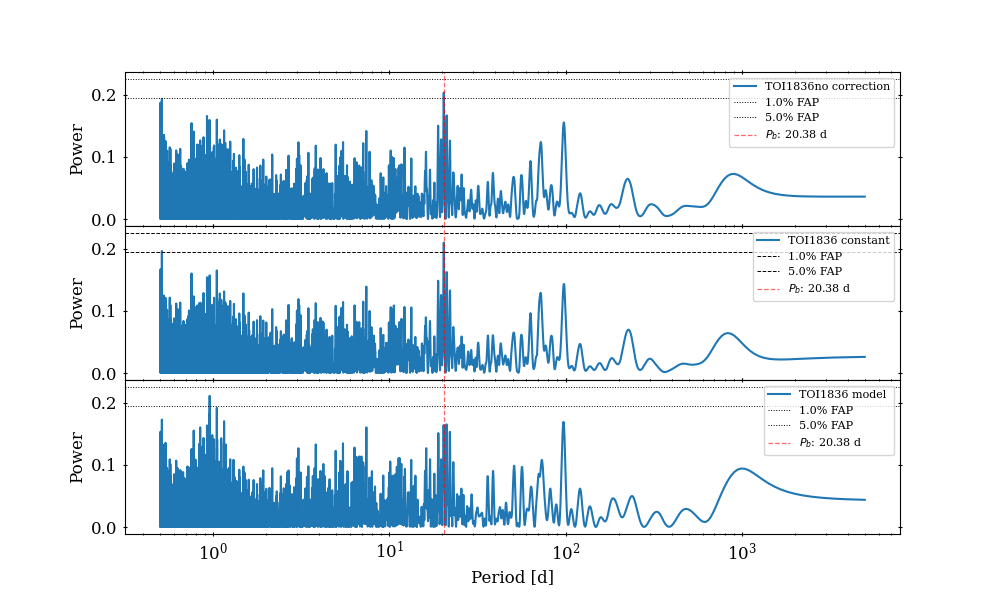 0.2
0.1
0.0
Power
TOI1836no correction
1.0% FAP
5.0% FAP
P_b: 20.38 d
0.2
0.1
0.0
Power
TOI1836 constant
1.0% FAP
5.0% FAP
P_b: 20.38 d
0.2
0.1
0.0
Power
TOI1836 model
1.0% FAP
5.0% FAP
P_b: 20.38 d
10^0 10^1 10^2 10^3
Period [d]